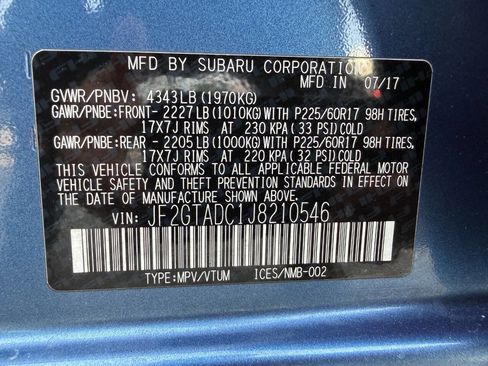 MFD BY SUBARU CORPORATION
MFD IN 07/17
GVWR/PNBV: 4343LB(1970KG)
GAWR/PNBE:FRONT- 2227LB(1010KG)WITH P225/60R17 98H TIRES,
17X7J RIMS AT 230 KPA(33 PSI)COLD
GAWR/PNBE:REAR - 2205LB(1000KG)WITH P225/60R17 98H TIRES,
17X7J RIMS AT 220 KPA(32 PSI)COLD
THIS VEHICLE CONFORMS TO ALL APPLICABLE FEDERAL MOTOR
VEHICLE SAFETY AND THEFT PREVENTION STANDARDS IN EFFECT ON
THE DATE OF MANUFACTURE SHOWN ABOVE.
VIN: JF2GTADC1J8210546
TYPE:MPV/VTUM ICES/NMB-002